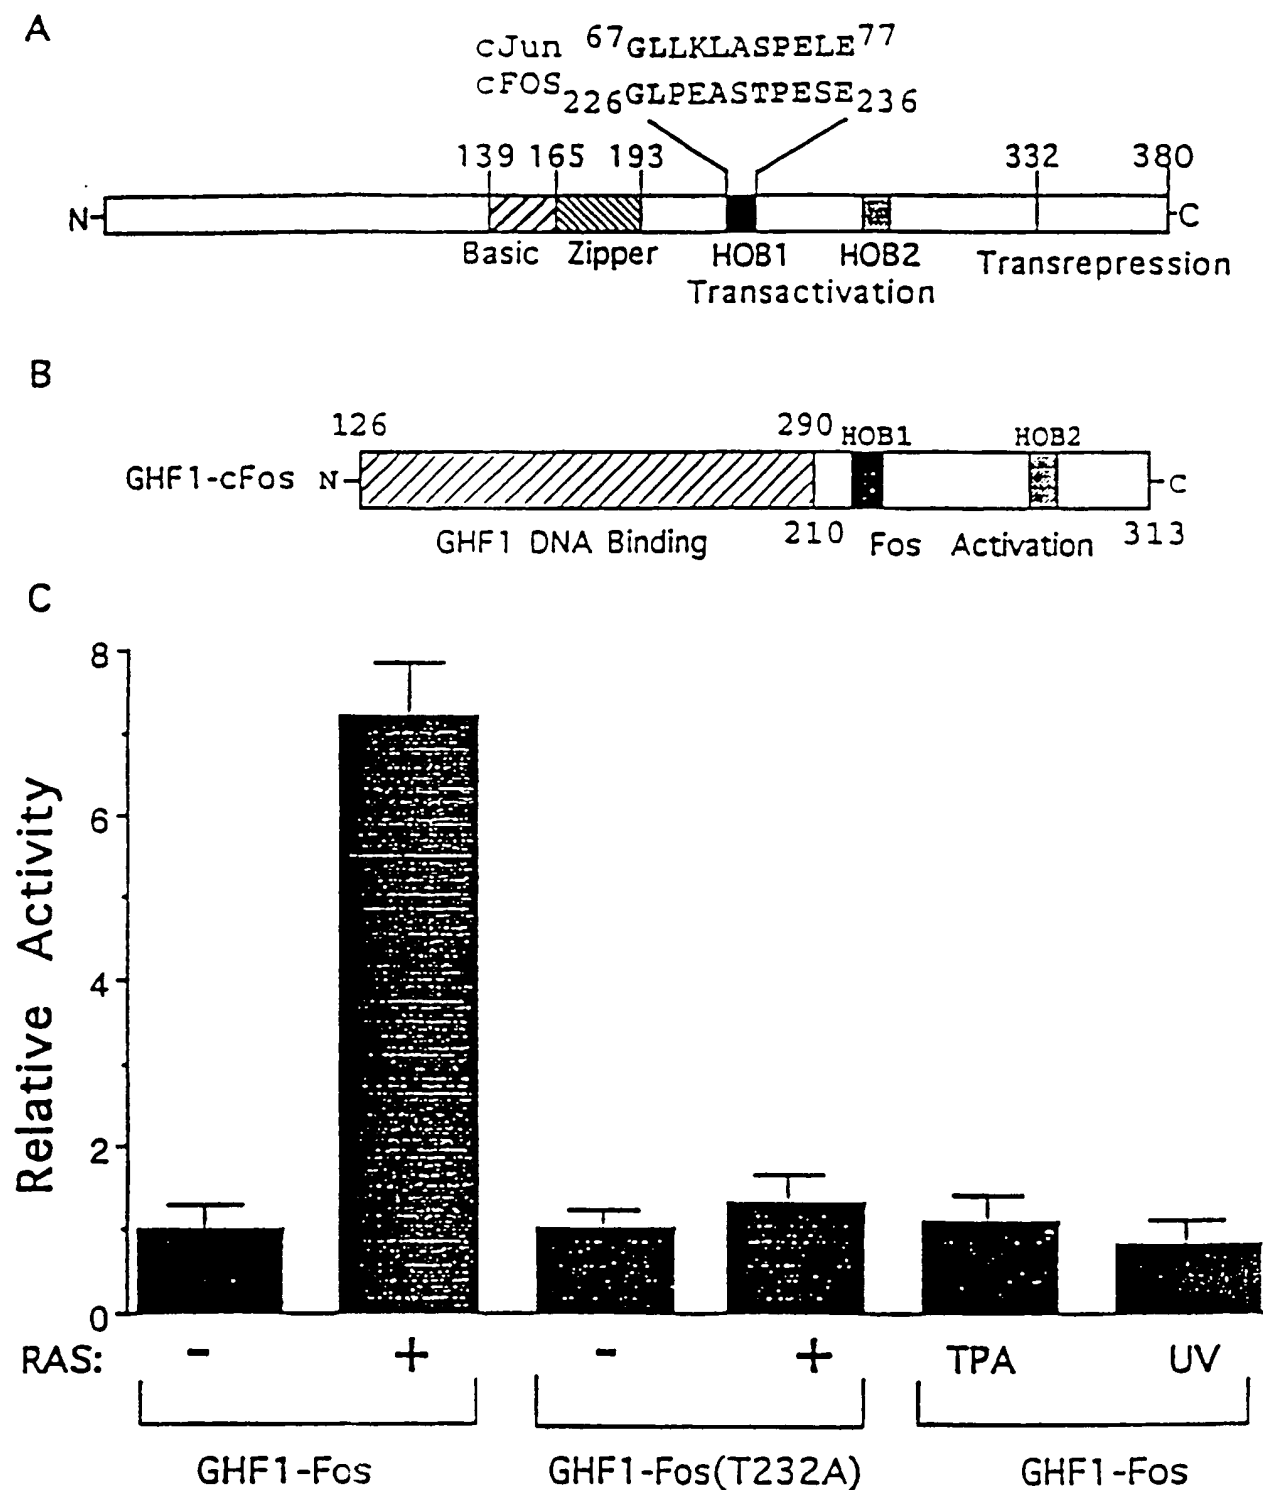 A
cJun 67GLLKLASPELE77
cFOS226GLPEASTPESE236
139 165 193 332 380
N C
Basic Zipper HOB1 HOB2 Transrepression
Transactivation
B
126 290 HOB1 HOB2
GHF1-cFos N C
GHF1 DNA Binding 210 Fos Activation 313
C
8
6
4
2
0
Relative Activity
RAS: - + - + TPA UV
GHF1-Fos GHF1-Fos(T232A) GHF1-Fos